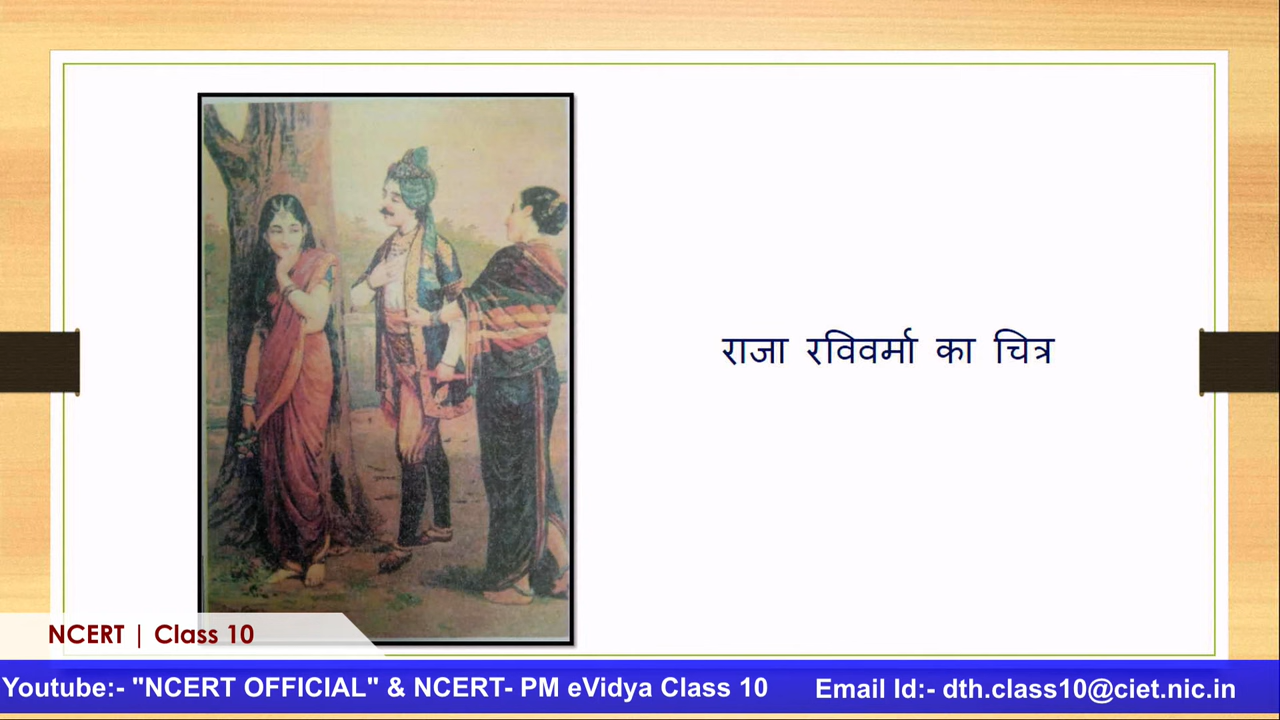 राजा रविवर्मा का चित्र
NCERT | Class 10
Youtube:- "NCERT OFFICIAL" & NCERT- PM eVidya Class 10 Email Id:- dth.class10@ciet.nic.in